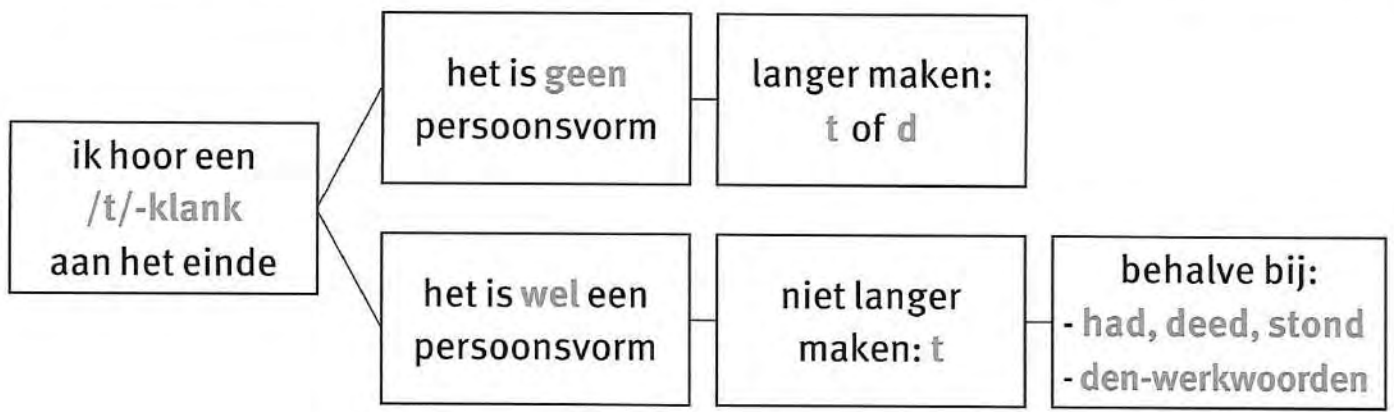 ik hoor een
/t/-klank
aan het einde
het is geen
persoonsvorm
langer maken:
t of d
het is wel een
persoonsvorm
niet langer
maken: t
behalve bij:
- had, deed, stond
- den-werkwoorden